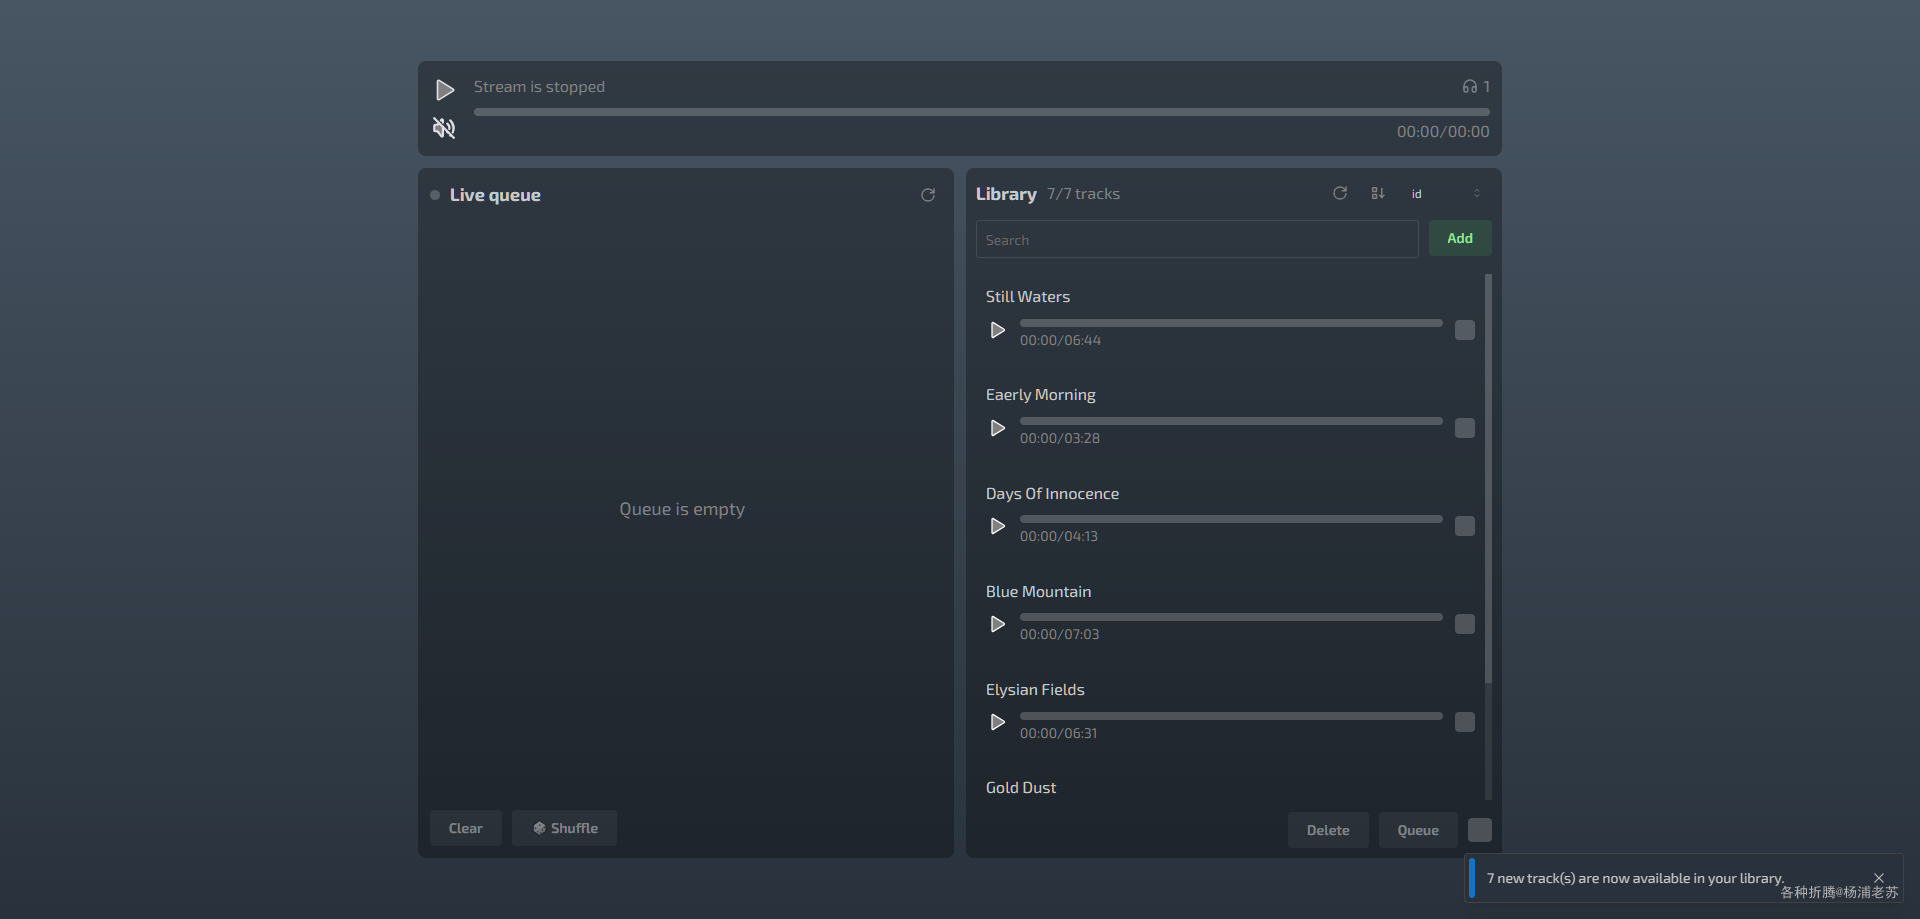 Stream is stopped
1
00:00/00:00
Live queue
Queue is empty
Clear
Shuffle
Library 7/7 tracks
id
Search
Add
Still Waters
00:00/06:44
Eaerly Morning
00:00/03:28
Days Of Innocence
00:00/04:13
Blue Mountain
00:00/07:03
Elysian Fields
00:00/06:31
Gold Dust
Delete
Queue
7 new track(s) are now available in your library.
各种折腾@杨浦老苏